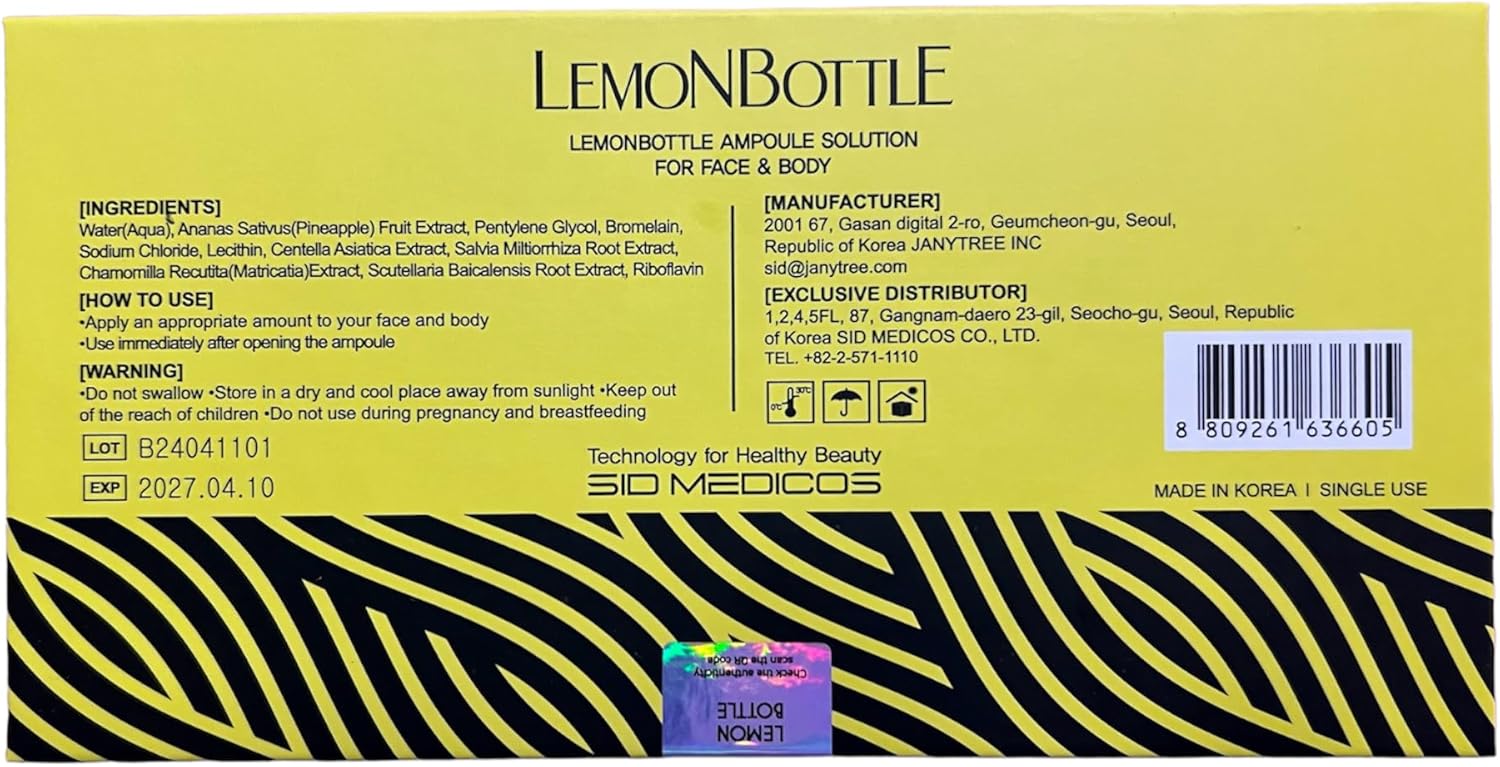 LEMONBOTTLE
LEMONBOTTLE AMPOULE SOLUTION
FOR FACE & BODY
[INGREDIENTS]
Water(Aqua), Ananas Sativus(Pineapple) Fruit Extract, Pentylene Glycol, Bromelain,
Sodium Chloride, Lecithin, Centella Asiatica Extract, Salvia Miltiorrhiza Root Extract,
Chamomilla Recutita(Matricatia)Extract, Scutellaria Baicalensis Root Extract, Riboflavin
[HOW TO USE]
•Apply an appropriate amount to your face and body
•Use immediately after opening the ampoule
[WARNING]
•Do not swallow •Store in a dry and cool place away from sunlight •Keep out
of the reach of children •Do not use during pregnancy and breastfeeding
LOT B24041101
EXP 2027.04.10
[MANUFACTURER]
2001 67, Gasan digital 2-ro, Geumcheon-gu, Seoul,
Republic of Korea JANYTREE INC
sid@janytree.com
[EXCLUSIVE DISTRIBUTOR]
1,2,4,5FL, 87, Gangnam-daero 23-gil, Seocho-gu, Seoul, Republic
of Korea SID MEDICOS CO., LTD.
TEL. +82-2-571-1110
0°C 30°C
8 809261 636605
Technology for Healthy Beauty
SID MEDICOS
MADE IN KOREA I SINGLE USE
LEMON
BOTTLE
Check the authenticity
scan the QR code